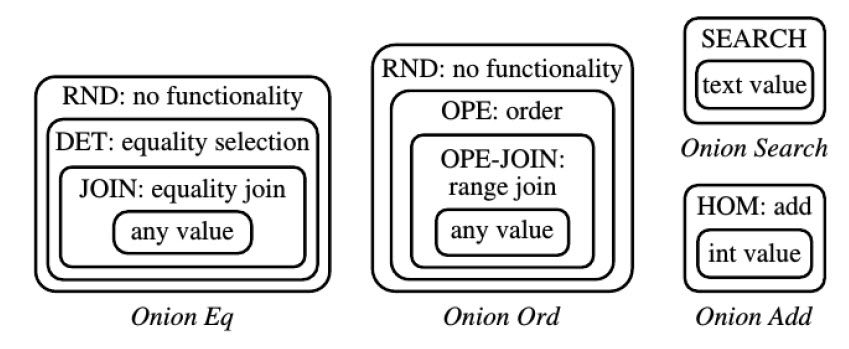 RND: no functionality
DET: equality selection
JOIN: equality join
any value
Onion Eq
RND: no functionality
OPE: order
OPE-JOIN:
range join
any value
Onion Ord
SEARCH
text value
Onion Search
HOM: add
int value
Onion Add